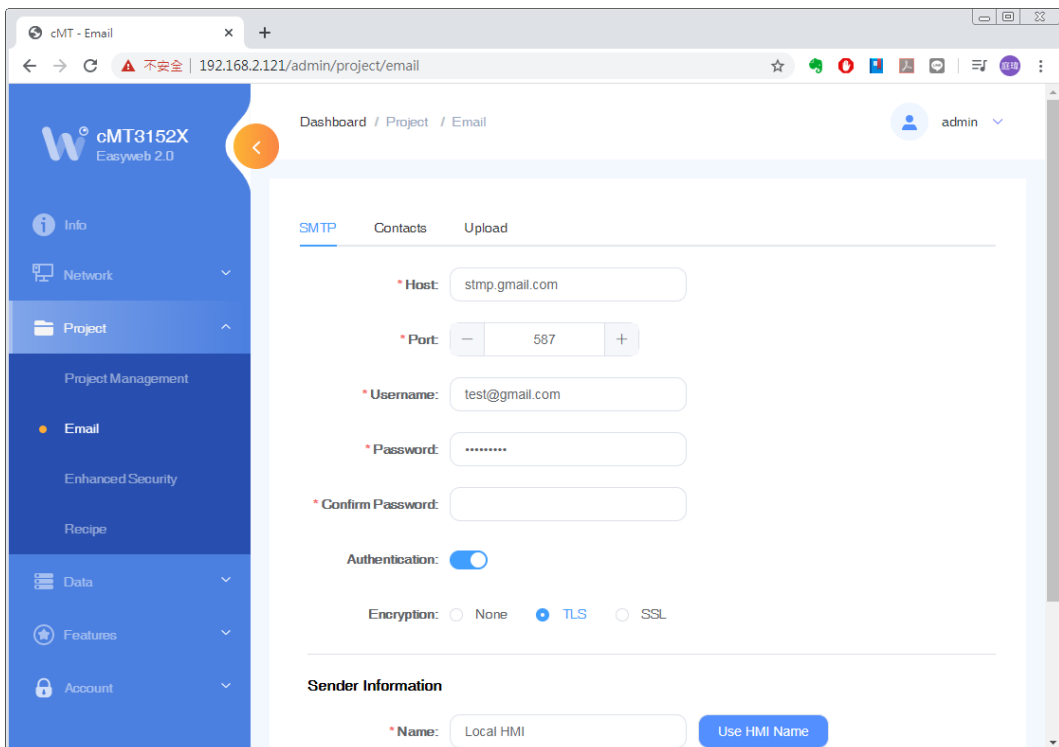 cMT - Email
不安全 | 192.168.2.121/admin/project/email
庭瑋
cMT3152X
Easyweb 2.0
Info
Network
Project
Project Management
Email
Enhanced Security
Recipe
Data
Features
Account
Dashboard / Project / Email
admin
SMTP Contacts Upload
* Host: stmp.gmail.com
* Port: − 587 +
* Username: test@gmail.com
* Password: •••••••••
* Confirm Password:
Authentication:
Encryption: None TLS SSL
Sender Information
* Name: Local HMI Use HMI Name